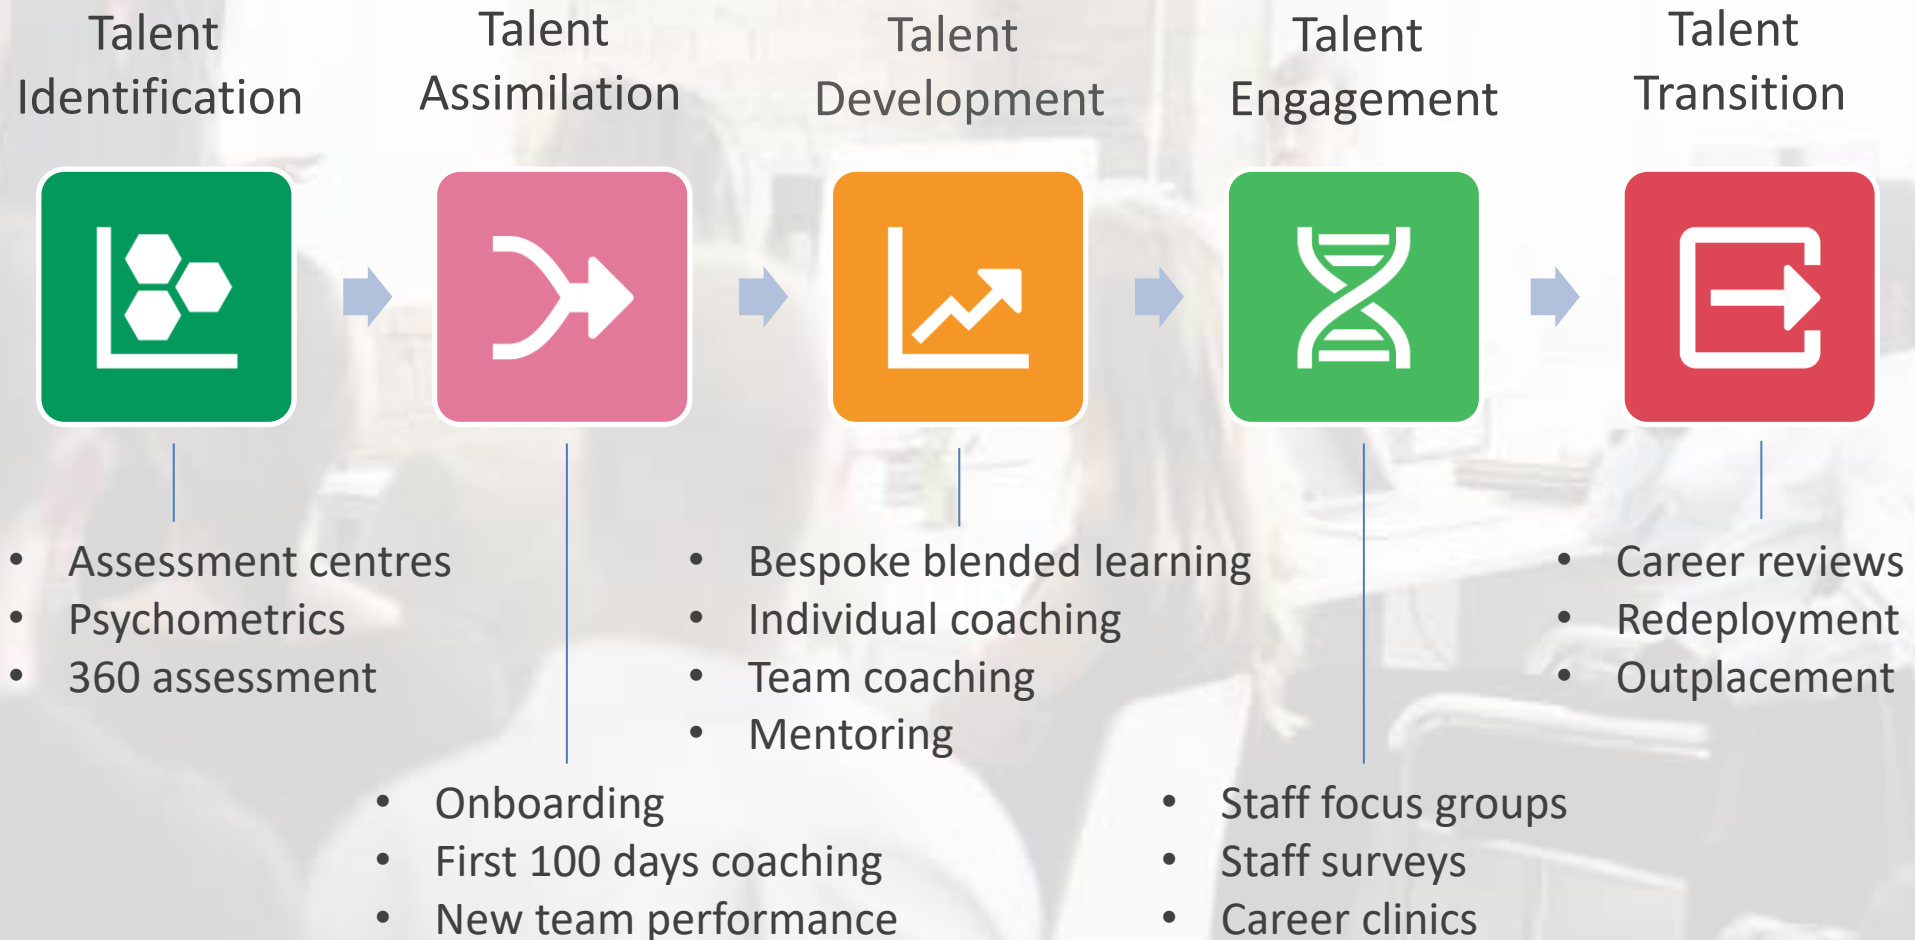 Talent
Identification
Talent
Assimilation
Talent
Development
Talent
Engagement
Talent
Transition
• Assessment centres
• Psychometrics
• 360 assessment
• Onboarding
• First 100 days coaching
• New team performance
• Bespoke blended learning
• Individual coaching
• Team coaching
• Mentoring
• Staff focus groups
• Staff surveys
• Career clinics
• Career reviews
• Redeployment
• Outplacement